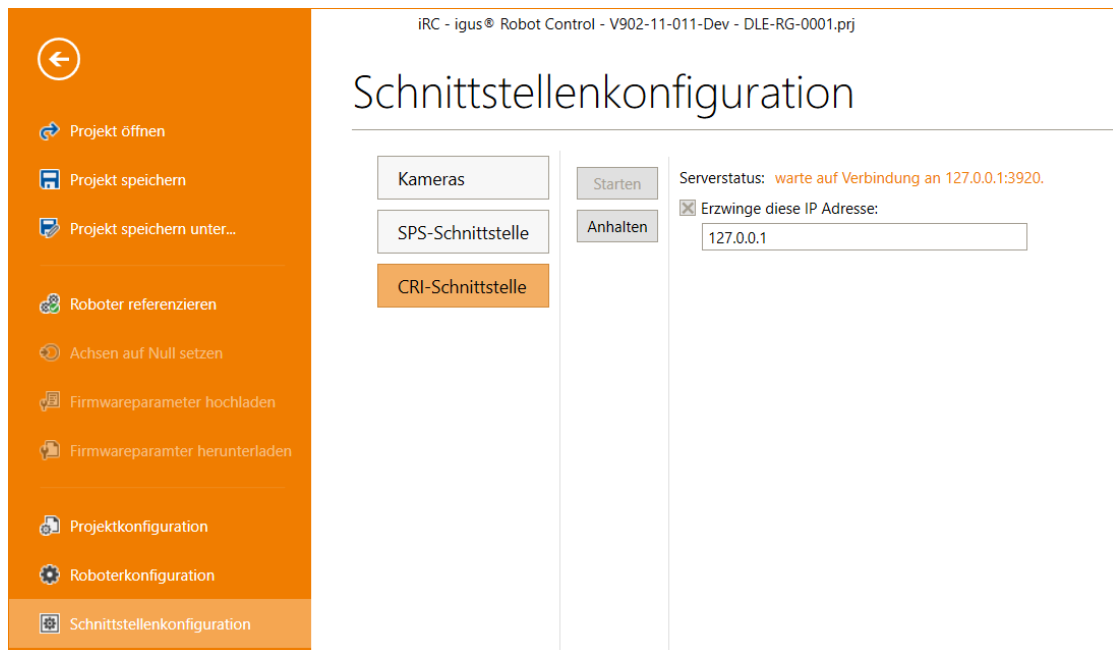 iRC - igus® Robot Control - V902-11-011-Dev - DLE-RG-0001.prj
Projekt öffnen
Projekt speichern
Projekt speichern unter...
Roboter referenzieren
Achsen auf Null setzen
Firmwareparameter hochladen
Firmwareparamter herunterladen
Projektkonfiguration
Roboterkonfiguration
Schnittstellenkonfiguration
Schnittstellenkonfiguration
Kameras
SPS-Schnittstelle
CRI-Schnittstelle
Starten
Anhalten
Serverstatus: warte auf Verbindung an 127.0.0.1:3920.
Erzwinge diese IP Adresse:
127.0.0.1